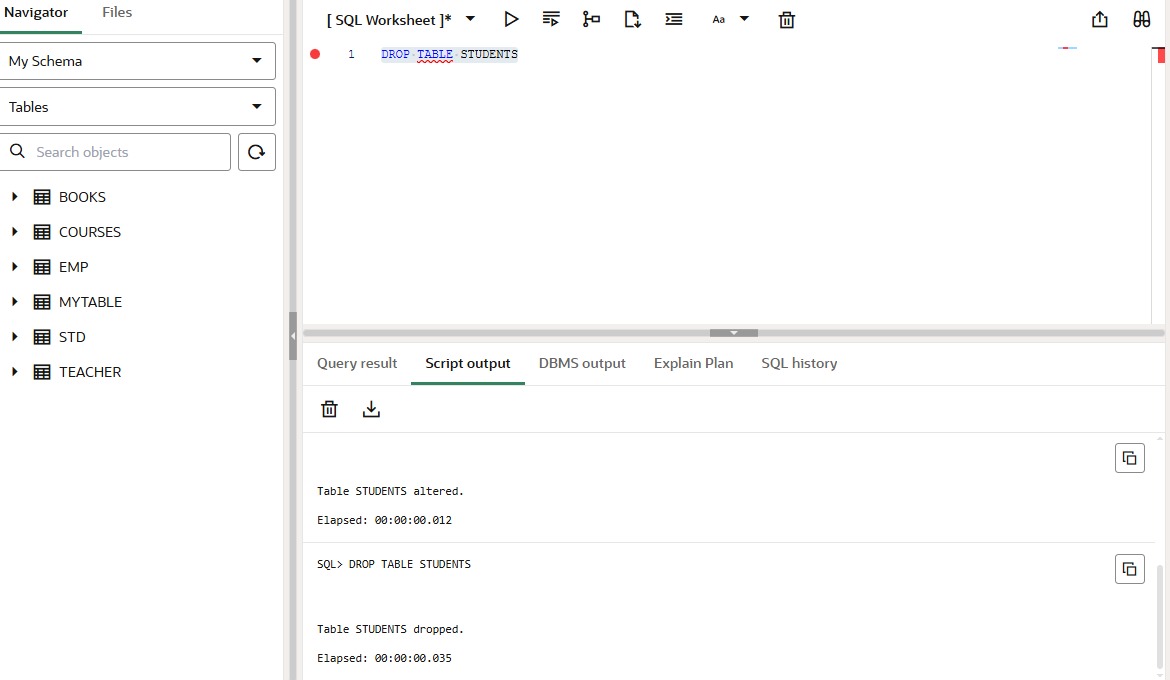 Navigator Files
[ SQL Worksheet ]* Aa
My Schema
1 DROP TABLE STUDENTS
Tables
Search objects
BOOKS
COURSES
EMP
MYTABLE
STD
TEACHER
Query result Script output DBMS output Explain Plan SQL history
Table STUDENTS altered.
Elapsed: 00:00:00.012
SQL> DROP TABLE STUDENTS
Table STUDENTS dropped.
Elapsed: 00:00:00.035